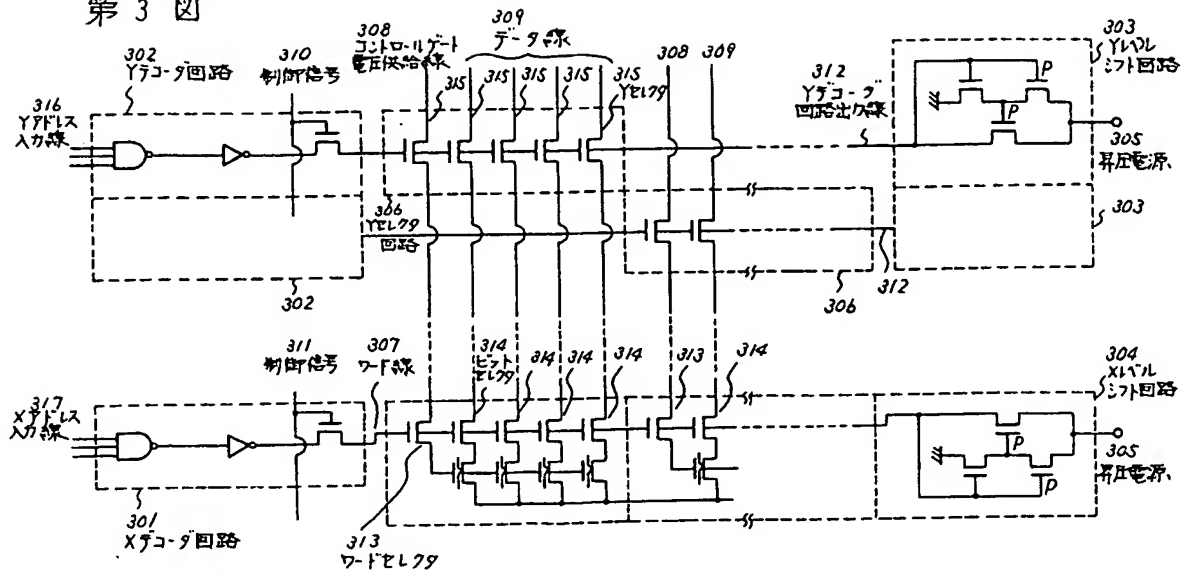 第 3 図
302
Yデコーダ回路
310
制御信号
308
コントロールゲート
電圧供給線
309
データ線
308
309
303
Yレベル
シフト回路
315
315
315
315
315
Yセレクタ
312
Yデコーダ
回路出力線
P
P
316
Yアドレス
入力線
305
昇圧電源
306
Yセレクタ
回路
303
302
306
312
311
制御信号
307
ワード線
314
ビット
セレクタ
314
314
314
313
314
304
Xレベル
シフト回路
317
Xアドレス
入力線
P
P
305
昇圧電源
301
Xデコーダ回路
313
ワードセレクタ